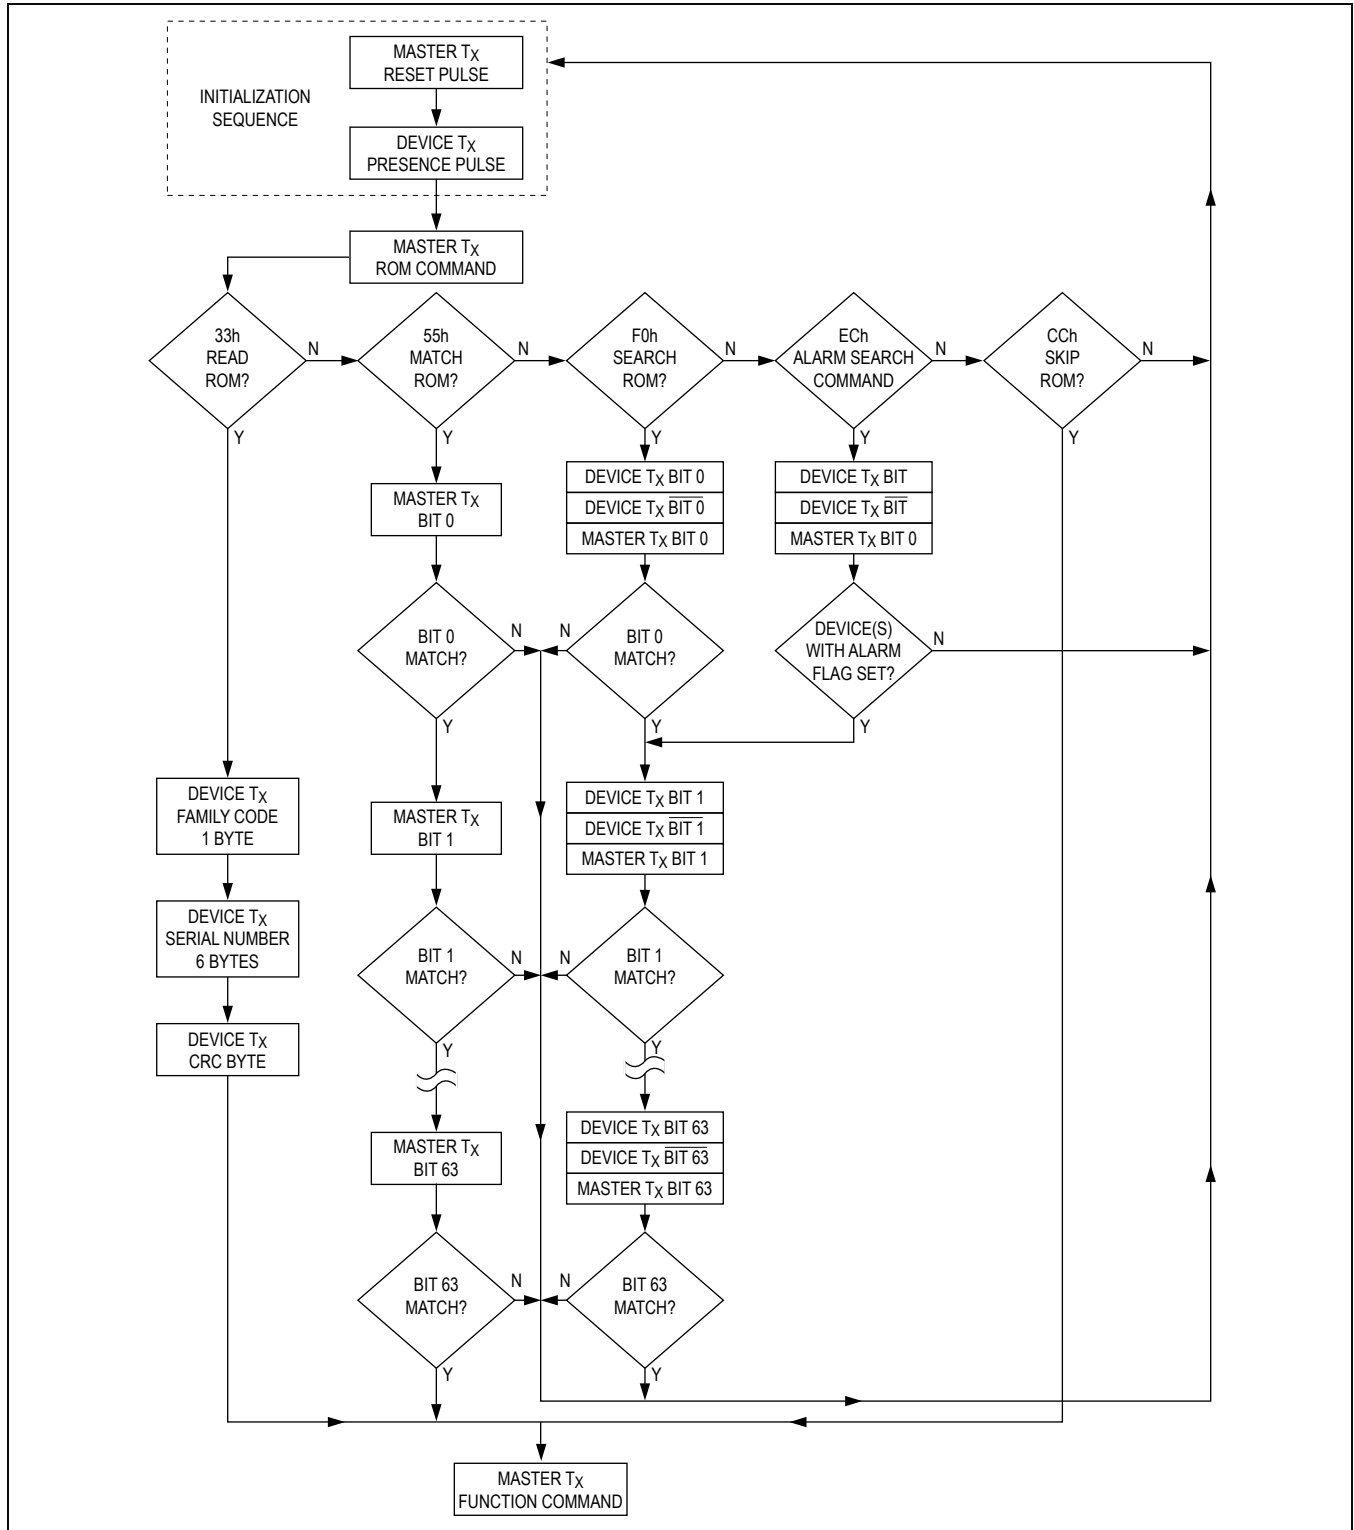 INITIALIZATION
SEQUENCE
MASTER TX
RESET PULSE
DEVICE TX
PRESENCE PULSE
MASTER TX
ROM COMMAND
33h
READ
ROM?
N
Y
55h
MATCH
ROM?
N
Y
F0h
SEARCH
ROM?
N
Y
ECh
ALARM SEARCH
COMMAND
N
Y
CCh
SKIP
ROM?
N
Y
MASTER TX
BIT 0
DEVICE TX BIT 0
DEVICE TX B̅I̅T̅ ̅0̅
MASTER TX BIT 0
DEVICE TX BIT
DEVICE TX B̅I̅T̅
MASTER TX BIT 0
BIT 0
MATCH?
N
Y
BIT 0
MATCH?
N
Y
DEVICE(S)
WITH ALARM
FLAG SET?
N
Y
DEVICE TX
FAMILY CODE
1 BYTE
MASTER TX
BIT 1
DEVICE TX BIT 1
DEVICE TX B̅I̅T̅ ̅1̅
MASTER TX BIT 1
DEVICE TX
SERIAL NUMBER
6 BYTES
BIT 1
MATCH?
N
Y
BIT 1
MATCH?
N
Y
DEVICE TX
CRC BYTE
MASTER TX
BIT 63
DEVICE TX BIT 63
DEVICE TX B̅I̅T̅ ̅6̅3̅
MASTER TX BIT 63
BIT 63
MATCH?
N
Y
BIT 63
MATCH?
N
Y
MASTER TX
FUNCTION COMMAND